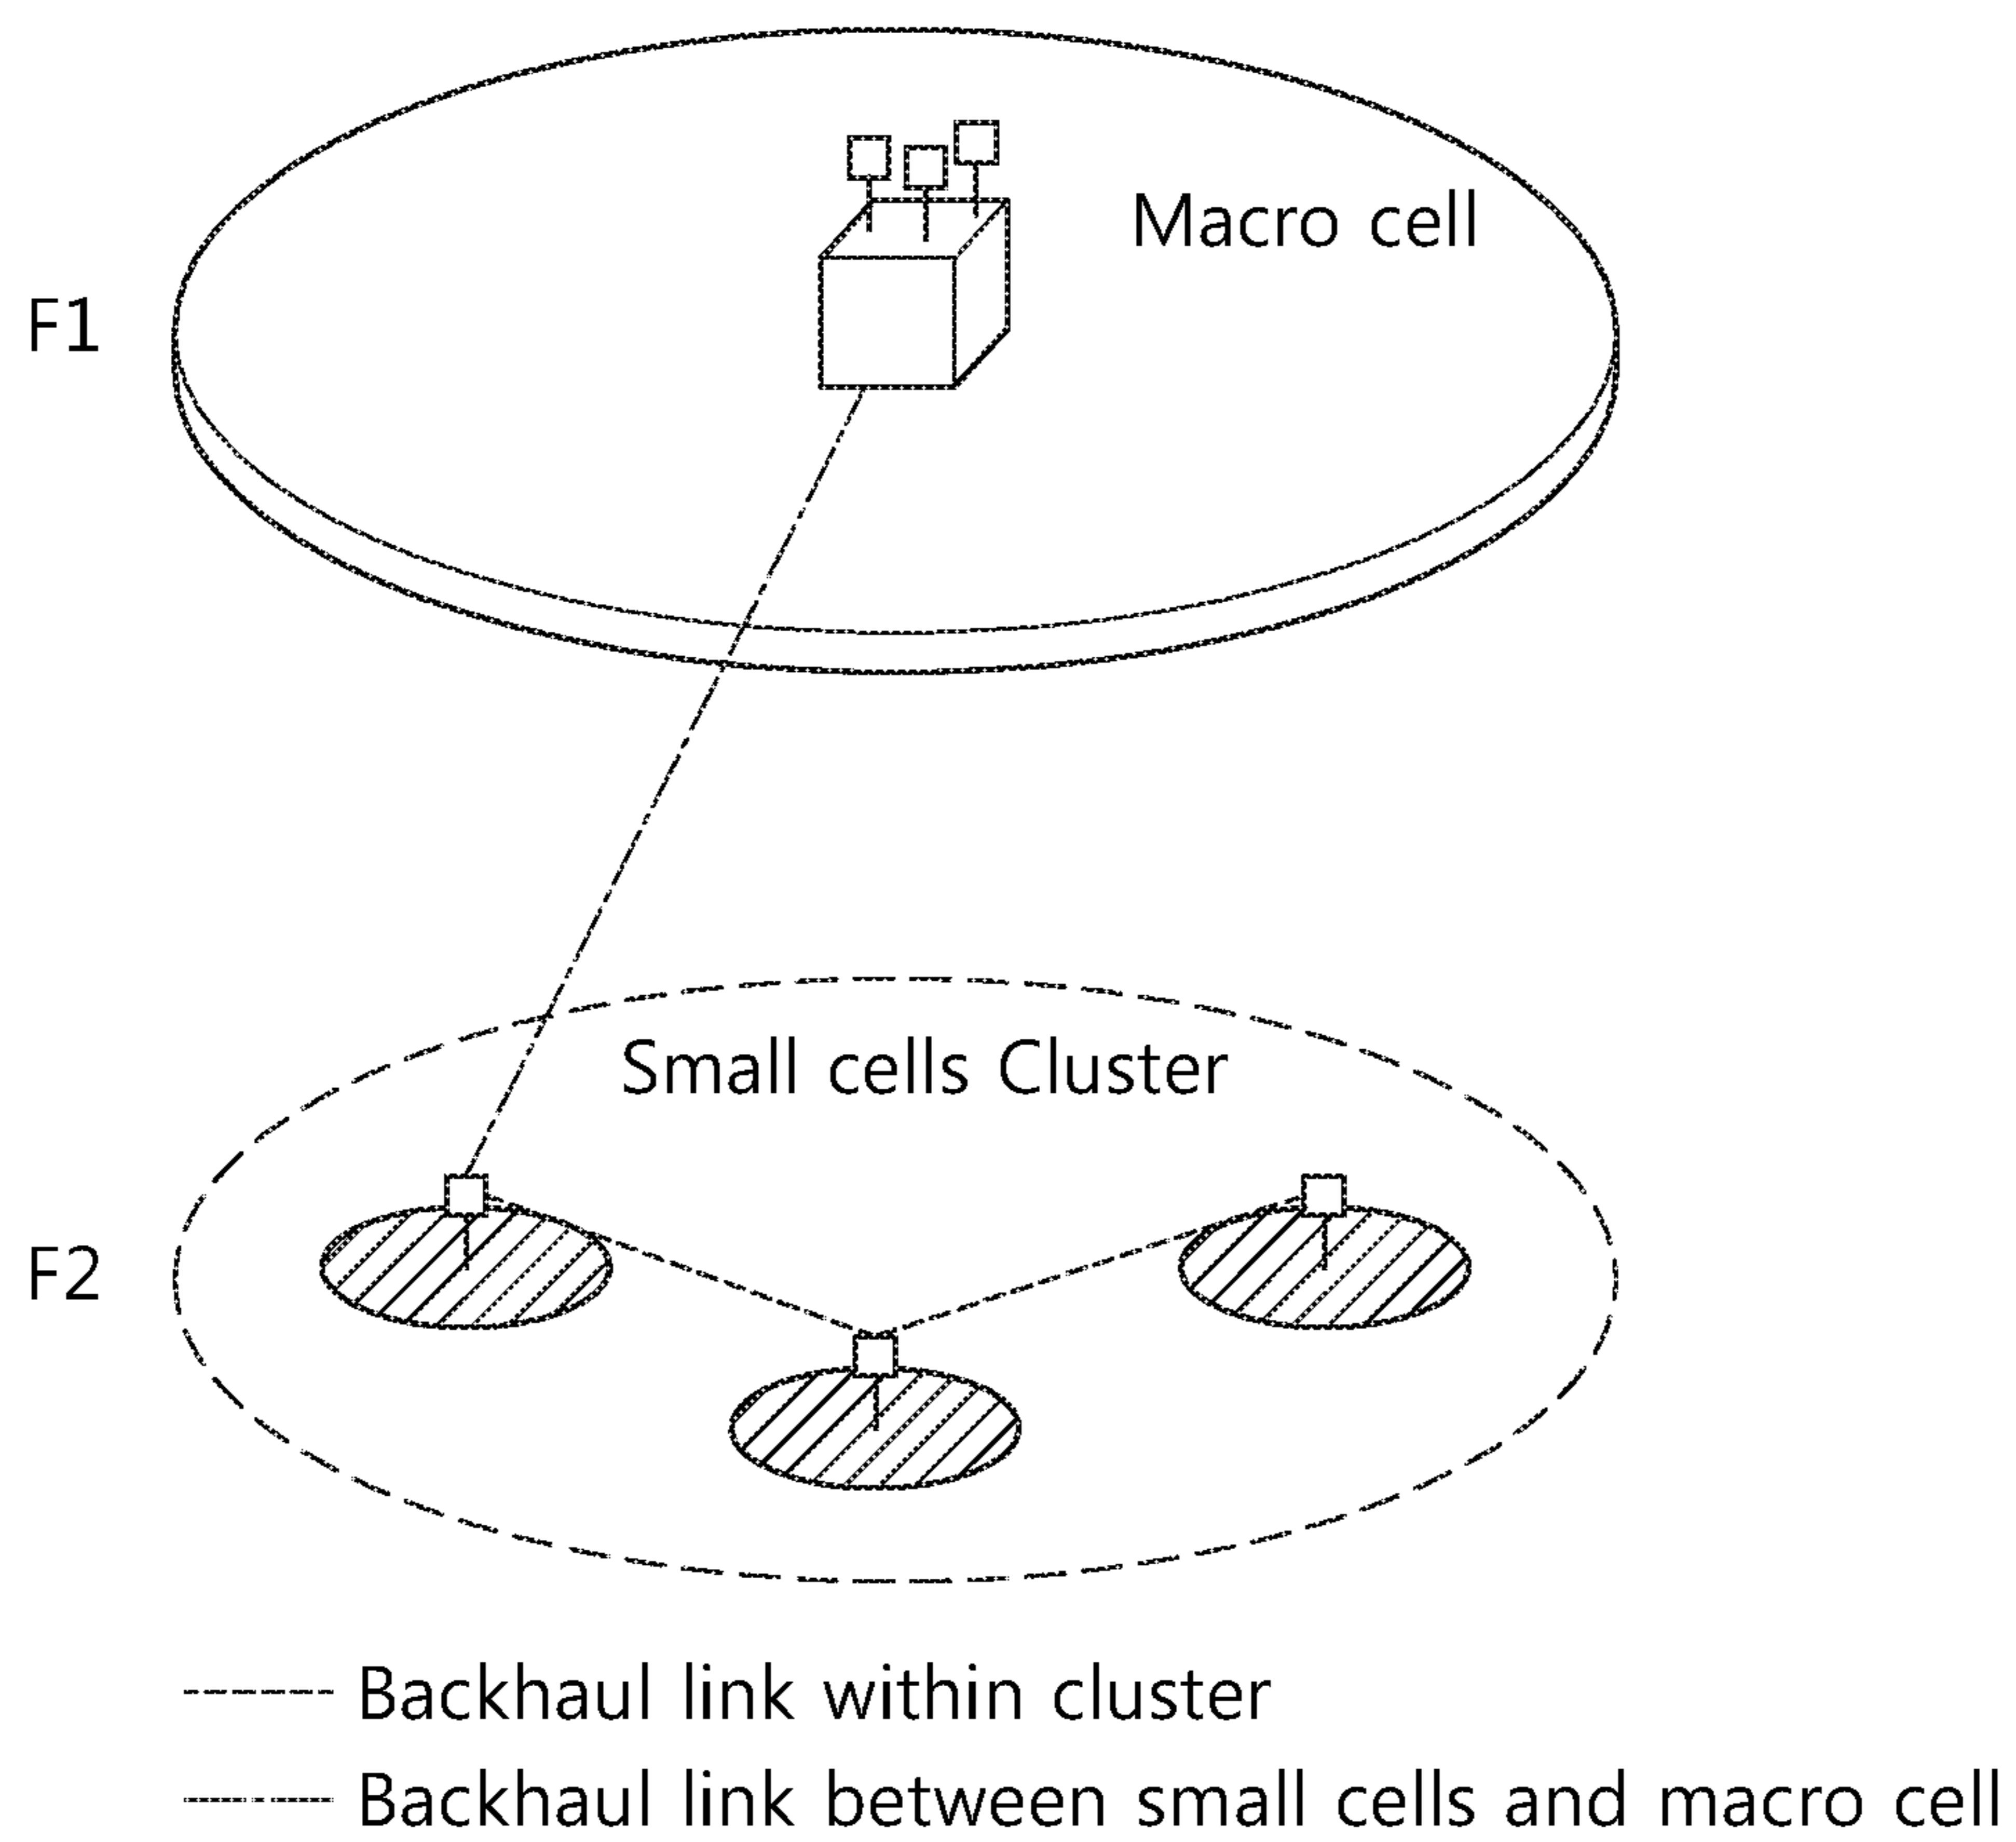 Macro cell
F1
Small cells Cluster
F2
Backhaul link within cluster
Backhaul link between small cells and macro cell